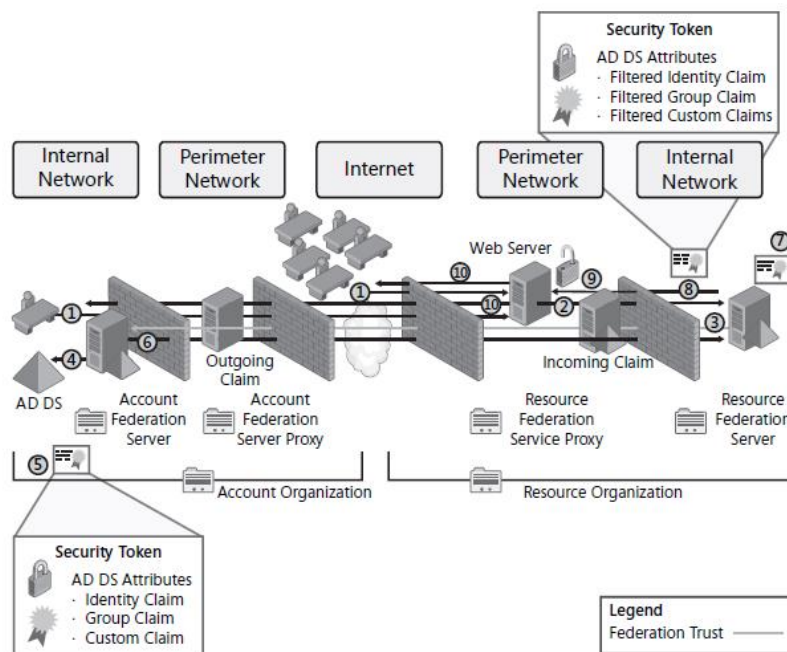 Security Token
AD DS Attributes
· Filtered Identity Claim
· Filtered Group Claim
· Filtered Custom Claims
Internal
Network
Perimeter
Network
Internet
Perimeter
Network
Internal
Network
Web Server
7
10
9
8
1
1
10
2
3
6
4
Outgoing
Claim
Incoming Claim
AD DS
Account
Federation
Server
Account
Federation
Server Proxy
Resource
Federation
Service Proxy
Resource
Federation
Server
5
Account Organization
Resource Organization
Security Token
AD DS Attributes
· Identity Claim
· Group Claim
· Custom Claim
Legend
Federation Trust